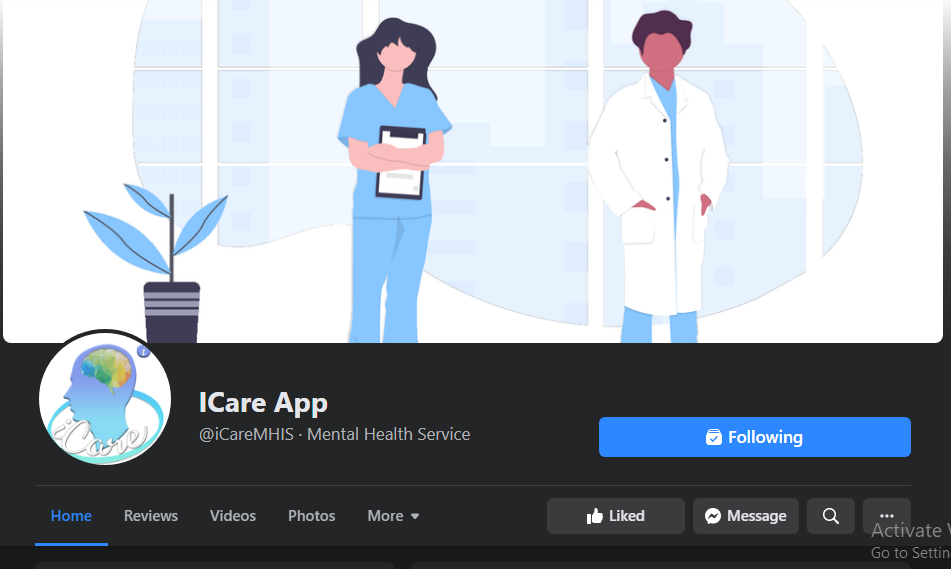 iCare
ICare App
@iCareMHIS · Mental Health Service
Following
Home
Reviews
Videos
Photos
More
Liked
Message
Activate
Go to Settin